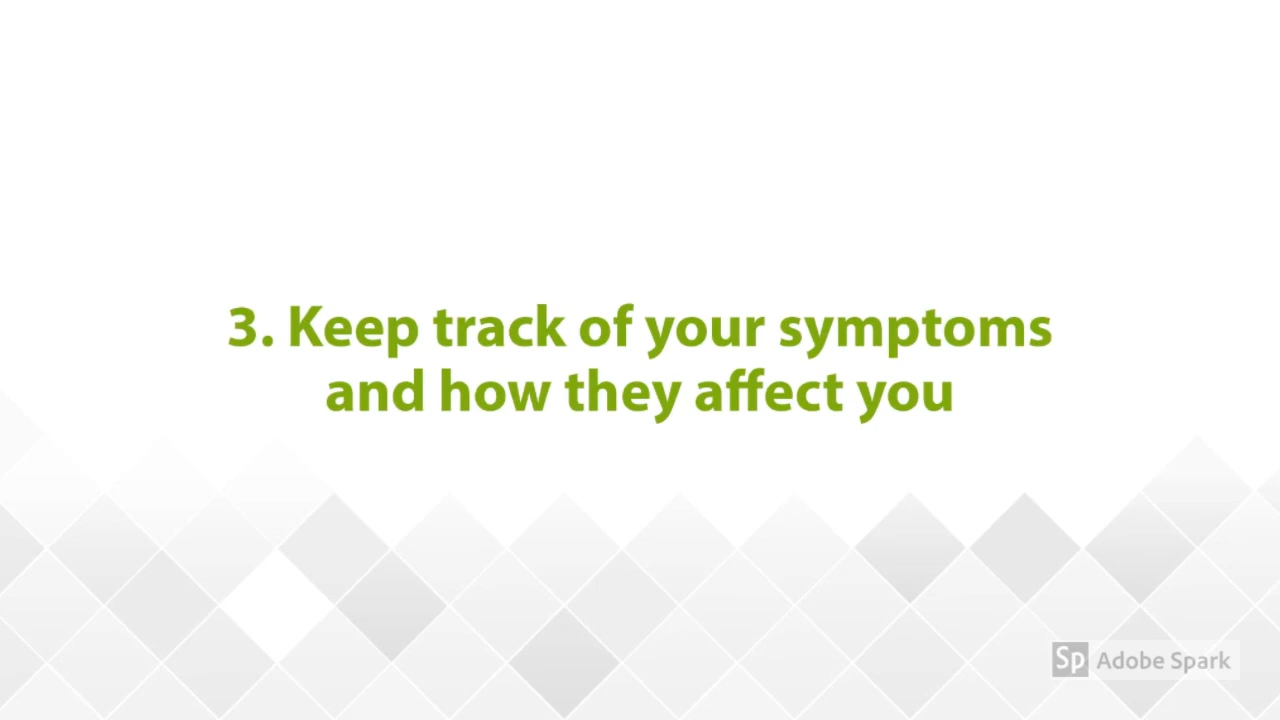 3. Keep track of your symptoms
and how they affect you
Sp Adobe Spark